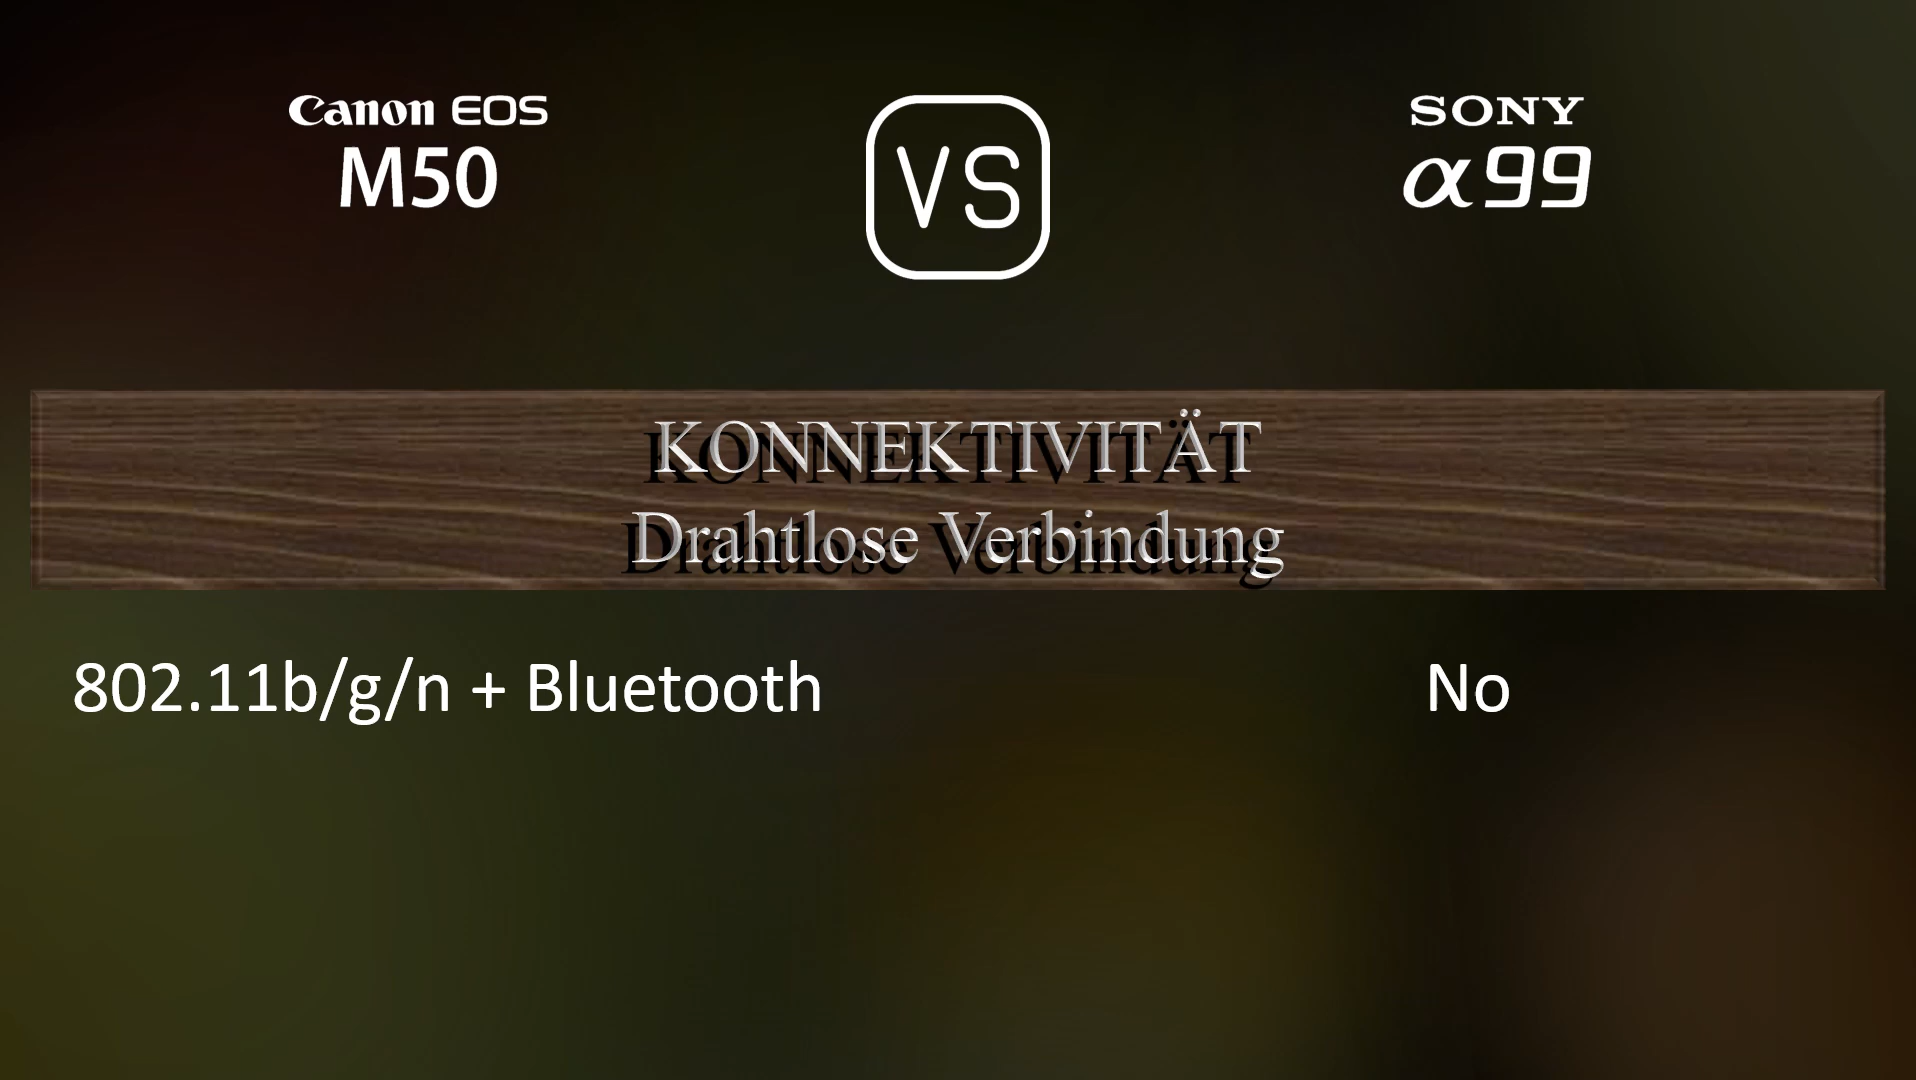 Canon EOS
M50
VS
SONY
α99
KONNEKTIVITÄT
Drahtlose Verbindung
802.11b/g/n + Bluetooth
No